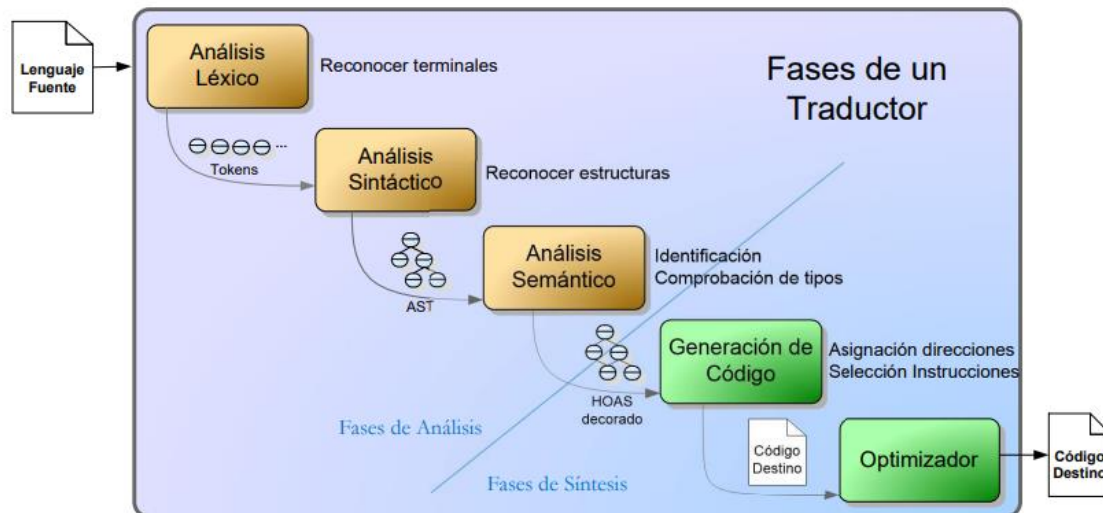 Lenguaje
Fuente
Análisis
Léxico
Reconocer terminales
Fases de un
Traductor
...
Tokens
Análisis
Sintáctico
Reconocer estructuras
AST
Análisis
Semántico
Identificación
Comprobación de tipos
HOAS
decorado
Generación de
Código
Asignación direcciones
Selección Instrucciones
Fases de Análisis
Fases de Síntesis
Código
Destino
Optimizador
Código
Destino